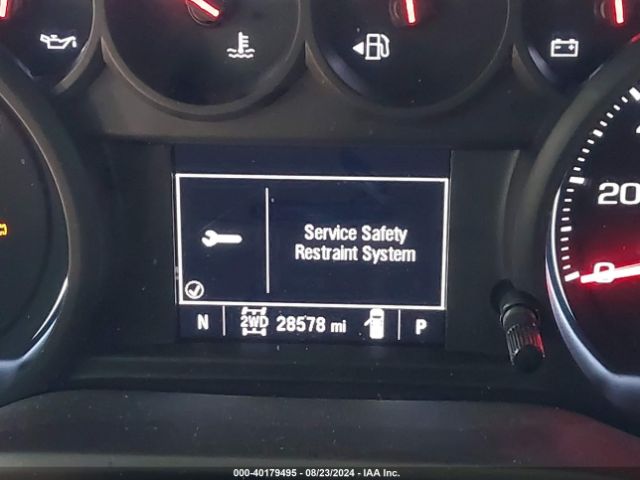 Service Safety
Restraint System
N 2WD 28578 mi P
20
0
000-40179495 - 08/23/2024 - IAA Inc.